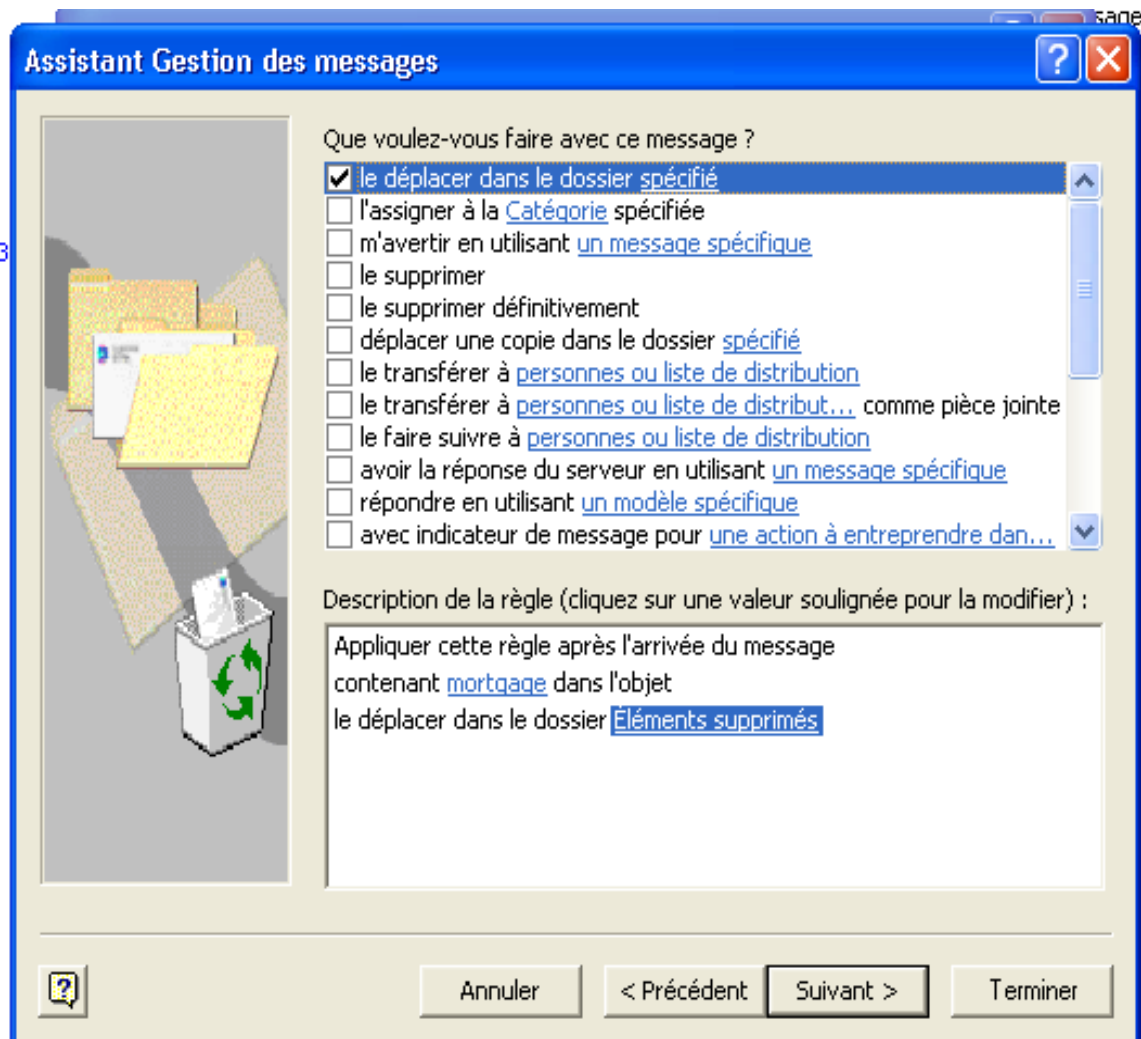 sage
Assistant Gestion des messages
Que voulez-vous faire avec ce message ?
le déplacer dans le dossier spécifié
l'assigner à la Catégorie spécifiée
m'avertir en utilisant un message spécifique
3
le supprimer
le supprimer définitivement
déplacer une copie dans le dossier spécifié
le transférer à personnes ou liste de distribution
le transférer à personnes ou liste de distribut... comme pièce jointe
le faire suivre à personnes ou liste de distribution
avoir la réponse du serveur en utilisant un message spécifique
répondre en utilisant un modèle spécifique
avec indicateur de message pour une action à entreprendre dan...
Description de la règle (cliquez sur une valeur soulignée pour la modifier) :
Appliquer cette règle après l'arrivée du message
contenant mortgage dans l'objet
le déplacer dans le dossier Éléments supprimés
Annuler
< Précédent
Suivant >
Terminer